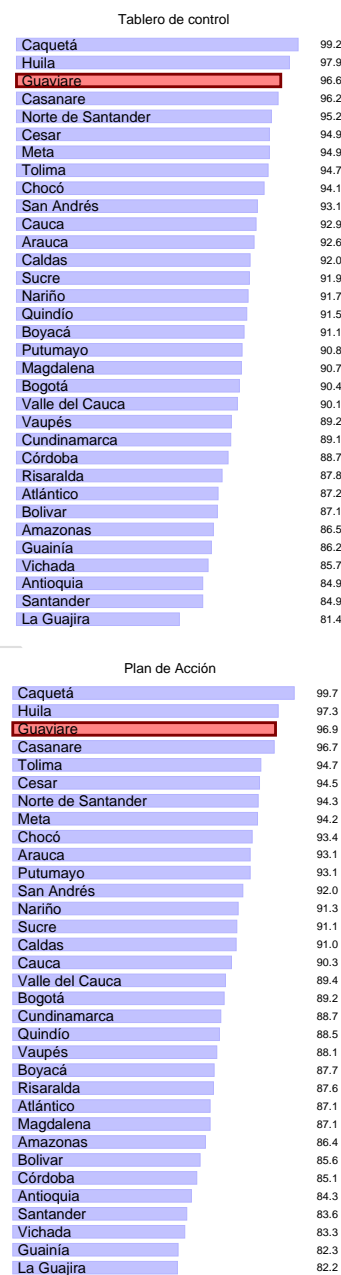 Tablero de control
Caquetá 99.2
Huila 97.9
Guaviare 96.6
Casanare 96.2
Norte de Santander 95.2
Cesar 94.9
Meta 94.9
Tolima 94.7
Chocó 94.1
San Andrés 93.1
Cauca 92.9
Arauca 92.6
Caldas 92.0
Sucre 91.9
Nariño 91.7
Quindío 91.5
Boyacá 91.1
Putumayo 90.8
Magdalena 90.7
Bogotá 90.4
Valle del Cauca 90.1
Vaupés 89.2
Cundinamarca 89.1
Córdoba 88.7
Risaralda 87.8
Atlántico 87.2
Bolivar 87.1
Amazonas 86.5
Guainía 86.2
Vichada 85.7
Antioquia 84.9
Santander 84.9
La Guajira 81.4
Plan de Acción
Caquetá 99.7
Huila 97.3
Guaviare 96.9
Casanare 96.7
Tolima 94.7
Cesar 94.5
Norte de Santander 94.3
Meta 94.2
Chocó 93.4
Arauca 93.1
Putumayo 93.1
San Andrés 92.0
Nariño 91.3
Sucre 91.1
Caldas 91.0
Cauca 90.3
Valle del Cauca 89.4
Bogotá 89.2
Cundinamarca 88.7
Quindío 88.5
Vaupés 88.1
Boyacá 87.7
Risaralda 87.6
Atlántico 87.1
Magdalena 87.1
Amazonas 86.4
Bolivar 85.6
Córdoba 85.1
Antioquia 84.3
Santander 83.6
Vichada 83.3
Guainía 82.3
La Guajira 82.2